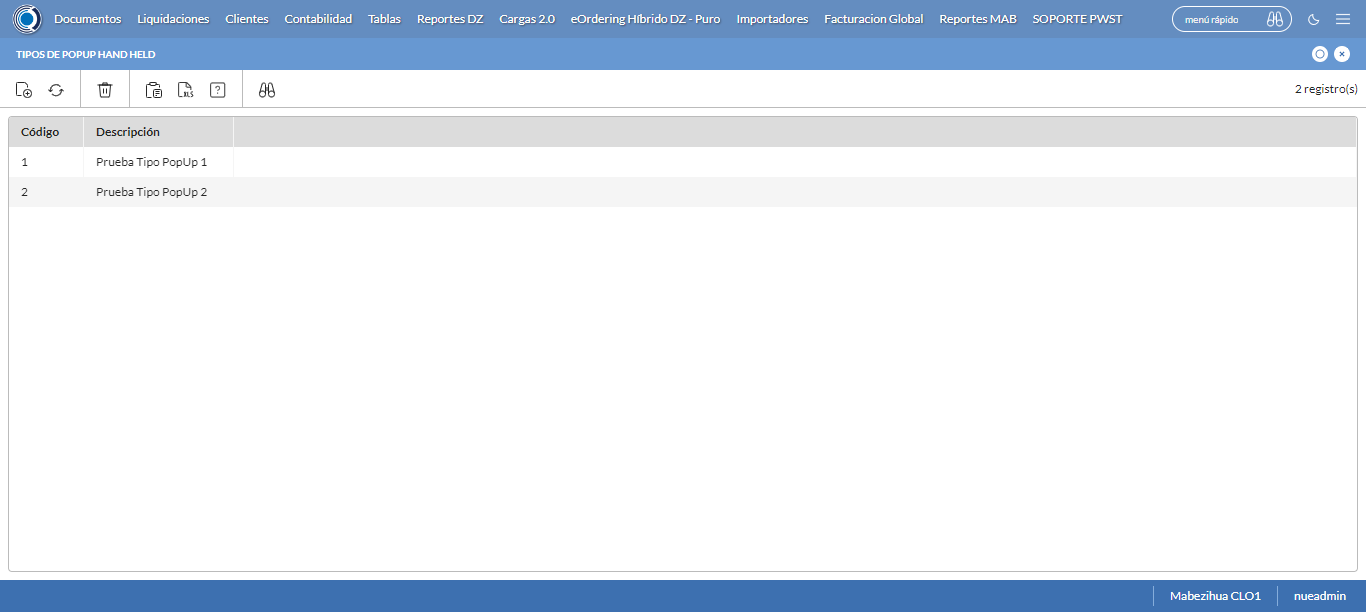 Documentos Liquidaciones Clientes Contabilidad Tablas Reportes DZ Cargas 2.0 eOrdering Híbrido DZ - Puro Importadores Facturacion Global Reportes MAB SOPORTE PWST menú rápido
TIPOS DE POPUP HAND HELD
XLS ? 2 registro(s)
Código Descripción
1 Prueba Tipo PopUp 1
2 Prueba Tipo PopUp 2
Mabezihua CLO1 nueadmin